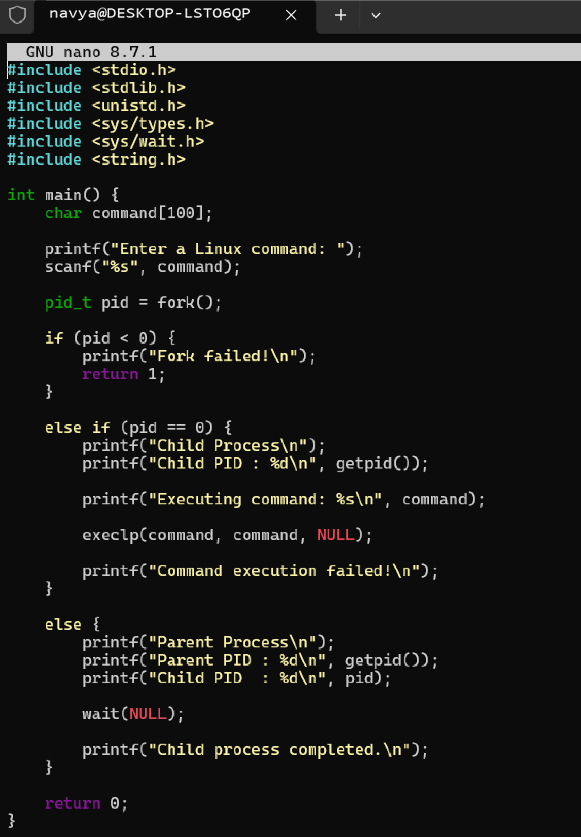 navya@DESKTOP-LSTO6QP
GNU nano 8.7.1
#include <stdio.h>
#include <stdlib.h>
#include <unistd.h>
#include <sys/types.h>
#include <sys/wait.h>
#include <string.h>

int main() {
    char command[100];

    printf("Enter a Linux command: ");
    scanf("%s", command);

    pid_t pid = fork();

    if (pid < 0) {
        printf("Fork failed!\n");
        return 1;
    }

    else if (pid == 0) {
        printf("Child Process\n");
        printf("Child PID : %d\n", getpid());

        printf("Executing command: %s\n", command);

        execlp(command, command, NULL);

        printf("Command execution failed!\n");
    }

    else {
        printf("Parent Process\n");
        printf("Parent PID : %d\n", getpid());
        printf("Child PID  : %d\n", pid);

        wait(NULL);

        printf("Child process completed.\n");
    }

    return 0;
}